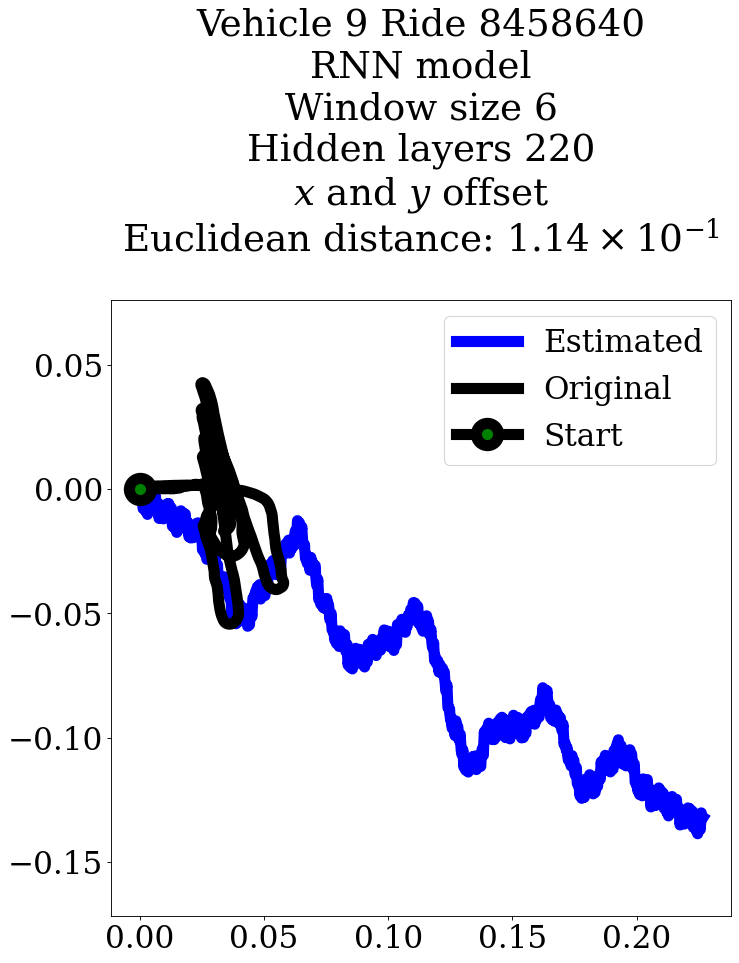 Vehicle 9 Ride 8458640
RNN model
Window size 6
Hidden layers 220
x and y offset
Euclidean distance: 1.14 × 10⁻¹
Estimated
Original
Start
0.05
0.00
−0.05
−0.10
−0.15
0.00 0.05 0.10 0.15 0.20